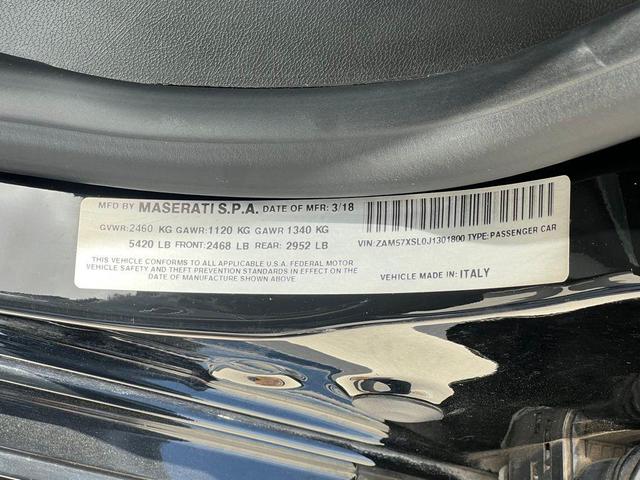 MFD BY MASERATI S.P.A. DATE OF MFR: 3/18
GVWR: 2460 KG GAWR: 1120 KG GAWR 1340 KG
5420 LB FRONT: 2468 LB REAR: 2952 LB
THIS VEHICLE CONFORMS TO ALL APPLICABLE U.S.A. FEDERAL MOTOR
VEHICLE SAFETY AND THEFT PREVENTION STANDARDS IN EFFECT ON THE
DATE OF MANUFACTURE SHOWN ABOVE.
VIN: ZAM57XSL0J1301800 TYPE: PASSENGER CAR
VEHICLE MADE IN: ITALY